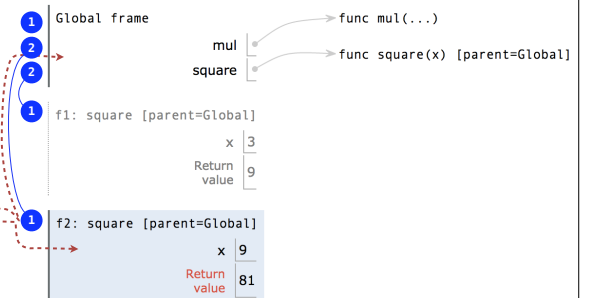 1 Global frame func mul(...)
2 mul
func square(x) [parent=Global]
2 square
1 f1: square [parent=Global]
x 3
Return
value 9
1 f2: square [parent=Global]
x 9
Return
value 81